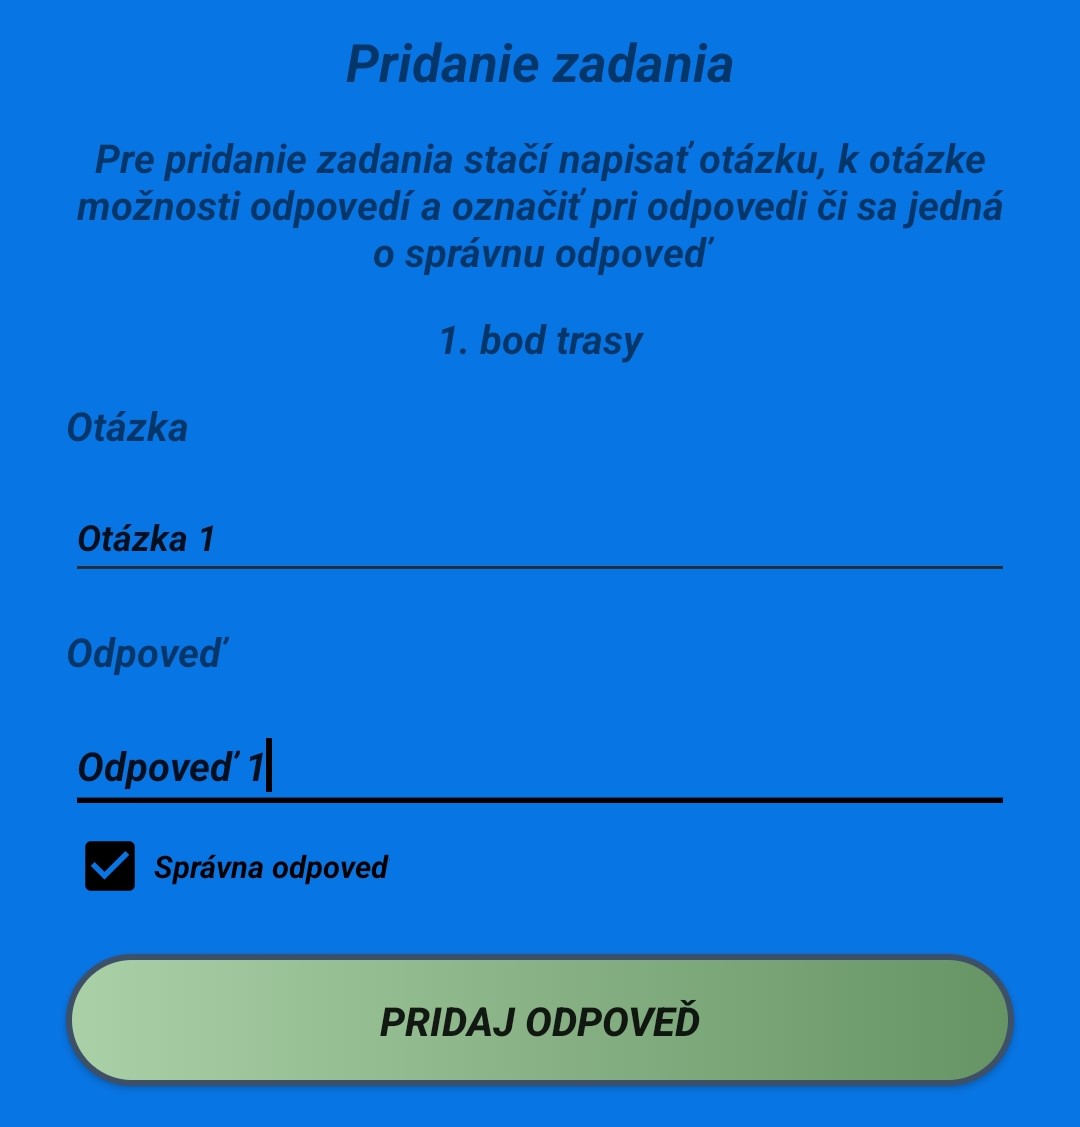 Pridanie zadania
Pre pridanie zadania stačí napisať otázku, k otázke
možnosti odpovedí a označiť pri odpovedi či sa jedná
o správnu odpoveď
1. bod trasy
Otázka
Otázka 1
Odpoveď
Odpoveď 1
Správna odpoved
PRIDAJ ODPOVEĎ